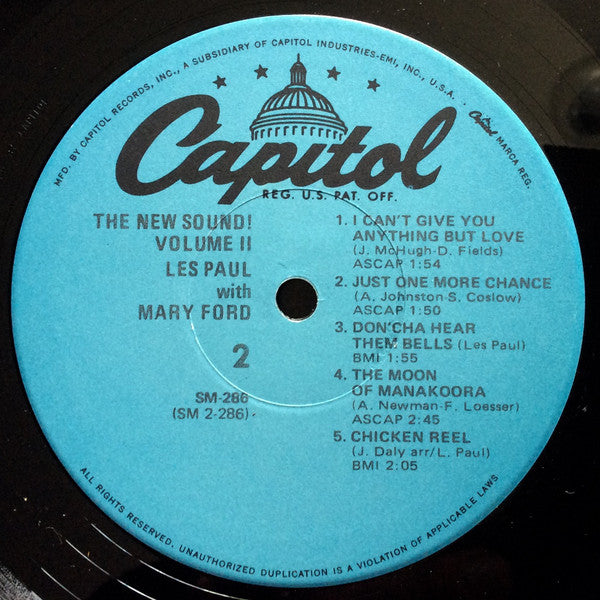 MFD. BY CAPITOL RECORDS, INC., A SUBSIDIARY OF CAPITOL INDUSTRIES-EMI, INC., U.S.A. . Capitol MARCA REG.
Capitol
REG. U.S. PAT. OFF.
THE NEW SOUND!
VOLUME II
LES PAUL
with
MARY FORD
2
SM-286
(SM 2-286)
1. I CAN'T GIVE YOU
ANYTHING BUT LOVE
(J. McHugh-D. Fields)
ASCAP 1:54
2. JUST ONE MORE CHANCE
(A. Johnston-S. Coslow)
ASCAP 1:50
3. DON'CHA HEAR
THEM BELLS (Les Paul)
BMI 1:55
4. THE MOON
OF MANAKOORA
(A. Newman-F. Loesser)
ASCAP 2:45
5. CHICKEN REEL
(J. Daly arr/L. Paul)
BMI 2:05
ALL RIGHTS RESERVED. UNAUTHORIZED DUPLICATION IS A VIOLATION OF APPLICABLE LAWS